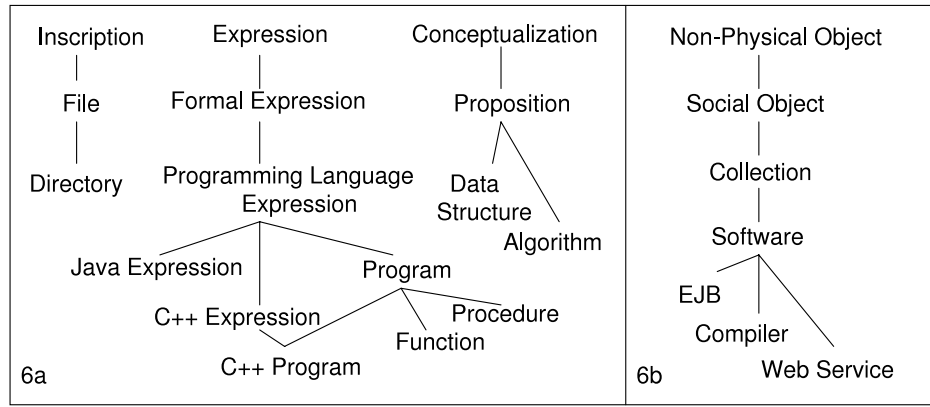 Inscription
Expression
Conceptualization
File
Formal Expression
Proposition
Directory
Programming Language
Expression
Data
Structure
Algorithm
Java Expression
Program
C++ Expression
Procedure
Function
C++ Program
6a
Non-Physical Object
Social Object
Collection
Software
EJB
Compiler
Web Service
6b